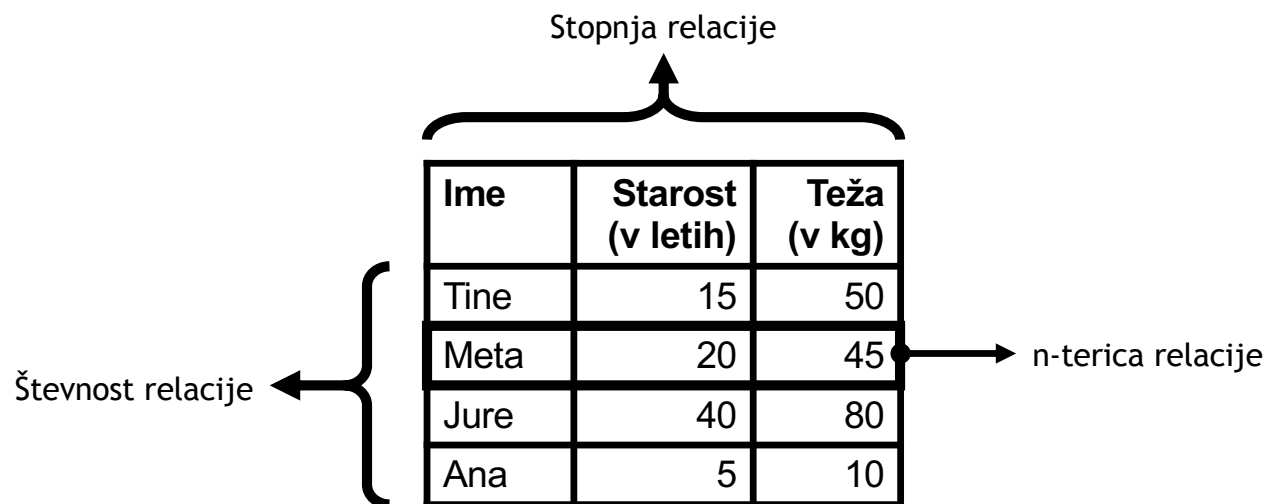 Stopnja relacije
Ime Starost (v letih) Teža (v kg)
Tine 15 50
Meta 20 45
n-terica relacije
Števnost relacije
Jure 40 80
Ana 5 10